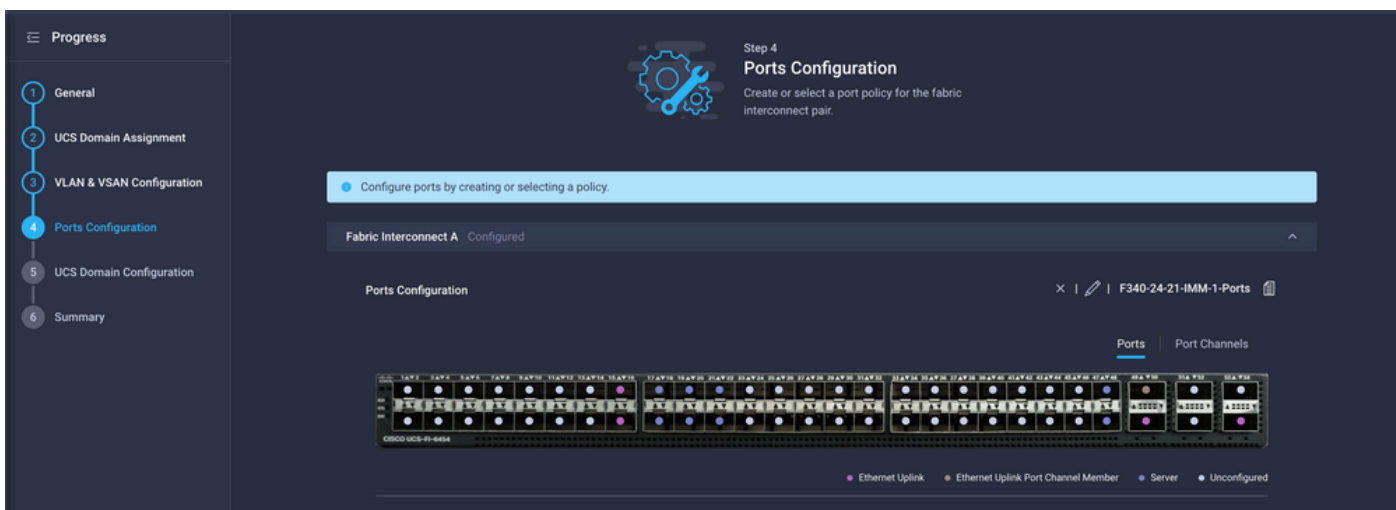 Progress
1 General
2 UCS Domain Assignment
3 VLAN & VSAN Configuration
4 Ports Configuration
5 UCS Domain Configuration
6 Summary
Step 4
Ports Configuration
Create or select a port policy for the fabric
interconnect pair.
Configure ports by creating or selecting a policy.
Fabric Interconnect A Configured
Ports Configuration
F340-24-21-IMM-1-Ports
Ports
Port Channels
CISCO UCS-FI-6454
Ethernet Uplink
Ethernet Uplink Port Channel Member
Server
Unconfigured